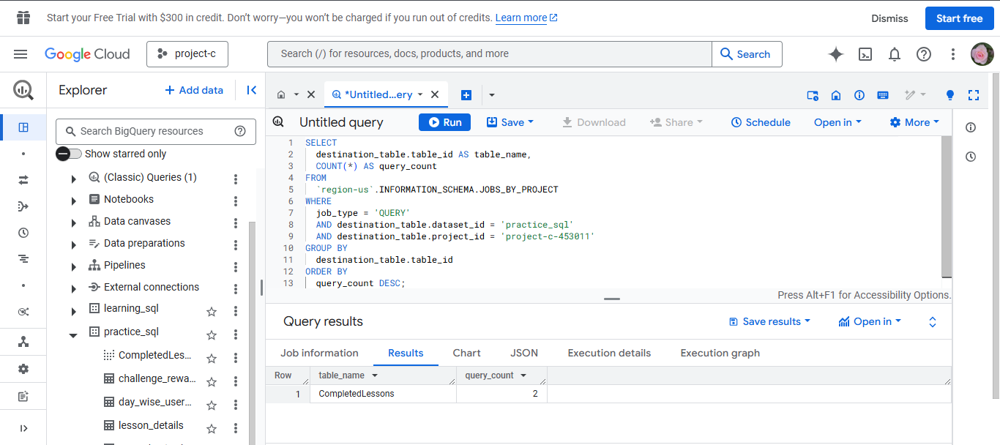 Start your Free Trial with $300 in credit. Don't worry—you won't be charged if you run out of credits. Learn more
Dismiss
Start free
Google Cloud
project-c
Search (/) for resources, docs, products, and more
Search
Explorer
+ Add data
*Untitled...ery
Untitled query
Run
Save
Download
Share
Schedule
Open in
More
Search BigQuery resources
Show starred only
(Classic) Queries (1)
Notebooks
Data canvases
Data preparations
Pipelines
External connections
learning_sql
practice_sql
CompletedLes...
challenge_rewa...
day_wise_user...
lesson_details
1 SELECT
2 destination_table.table_id AS table_name,
3 COUNT(*) AS query_count
4 FROM
5 `region-us`.INFORMATION_SCHEMA.JOBS_BY_PROJECT
6 WHERE
7 job_type = 'QUERY'
8 AND destination_table.dataset_id = 'practice_sql'
9 AND destination_table.project_id = 'project-c-453011'
10 GROUP BY
11 destination_table.table_id
12 ORDER BY
13 query_count DESC;
Press Alt+F1 for Accessibility Options.
Query results
Save results
Open in
Job information
Results
Chart
JSON
Execution details
Execution graph
Row
table_name
query_count
1
CompletedLessons
2